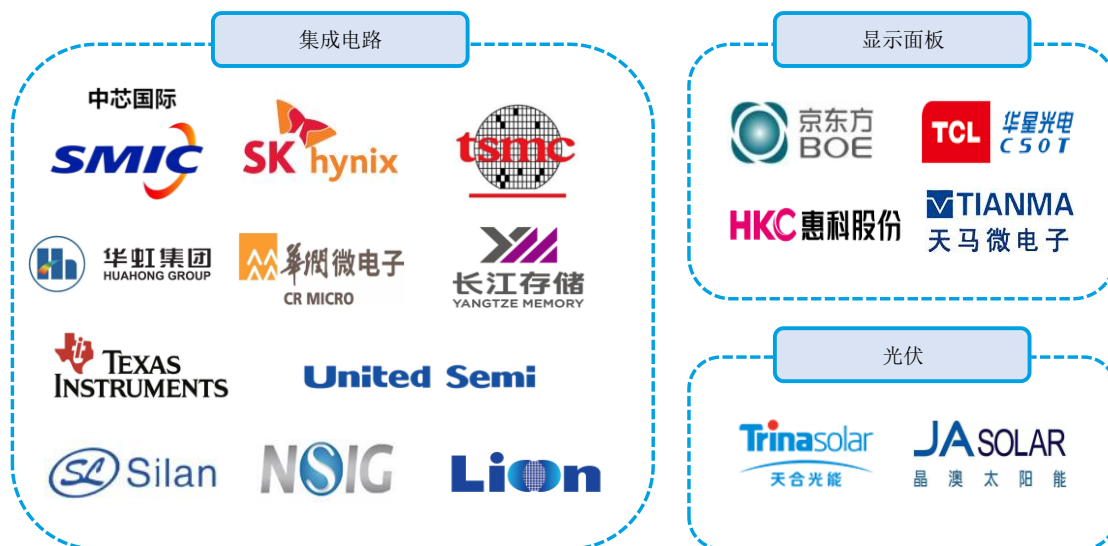 集成电路
中芯国际
SMIC
SK hynix
tsmc
华虹集团
HUAHONG GROUP
華潤微电子
CR MICRO
长江存储
YANGTZE MEMORY
TEXAS
INSTRUMENTS
United Semi
SL Silan
NSIG
Lion
显示面板
京东方
BOE
TCL 华星光电
CSOT
HKC 惠科股份
TIANMA
天马微电子
光伏
Trinasolar
天合光能
JA SOLAR
晶澳太阳能